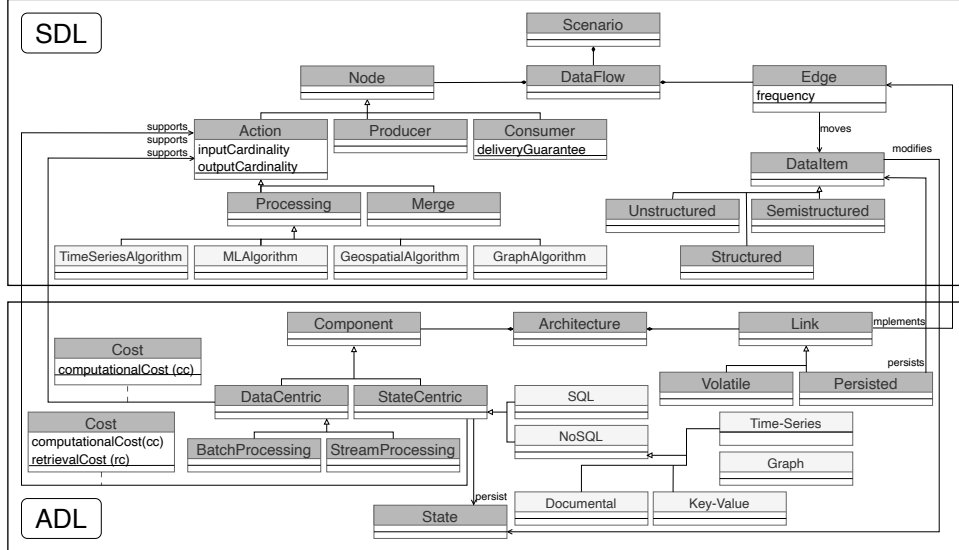 SDL
Scenario
Node
DataFlow
Edge
frequency
supports
supports
supports
Action
inputCardinality
outputCardinality
Producer
Consumer
deliveryGuarantee
moves
modifies
DataItem
Processing
Merge
Unstructured
Semistructured
TimeSeriesAlgorithm
MLAlgorithm
GeospatialAlgorithm
GraphAlgorithm
Structured
Component
Architecture
Link
mplements
Cost
computationalCost (cc)
persists
DataCentric
StateCentric
SQL
Volatile
Persisted
Cost
computationalCost(cc)
retrievalCost (rc)
BatchProcessing
StreamProcessing
NoSQL
Time-Series
Graph
persist
Documental
Key-Value
State
ADL